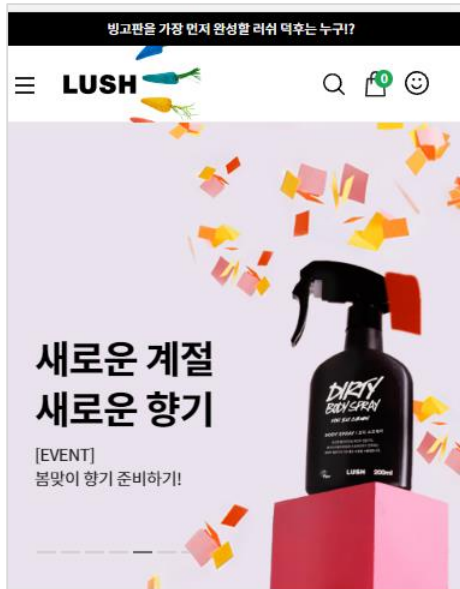 빙고판을 가장 먼저 완성할 러쉬 덕후는 누구!?
LUSH
0
새로운 계절
새로운 향기
[EVENT]
봄맞이 향기 준비하기!
DIRTY
BODY SPRAY
LUSH 200ml